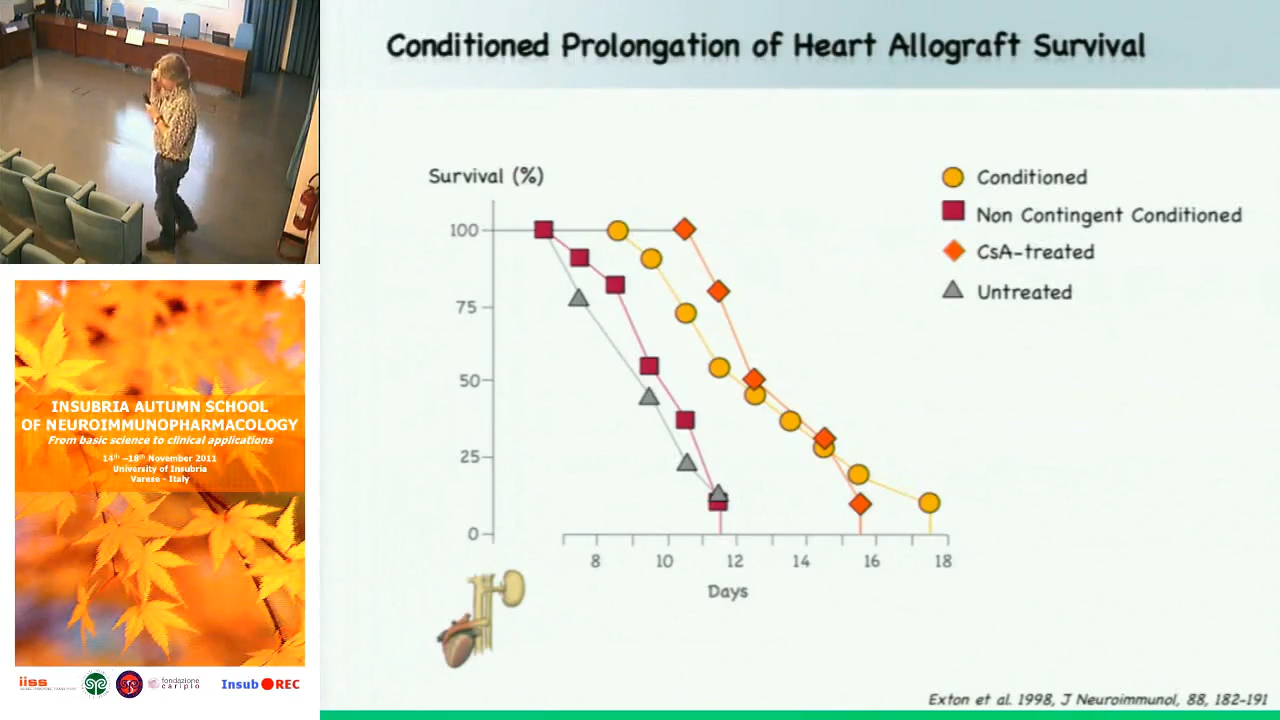 Conditioned Prolongation of Heart Allograft Survival
Survival (%)
100
75
50
25
0
8 10 12 14 16 18
Days
Conditioned
Non Contingent Conditioned
CsA-treated
Untreated
Exton et al. 1998, J Neuroimmunol, 88, 182-191
INSUBRIA AUTUMN SCHOOL
OF NEUROIMMUNOPHARMACOLOGY
From basic science to clinical applications
14th –18th November 2011
University of Insubria
Varese - Italy
iiss
fondazione
cariplo
Insub REC